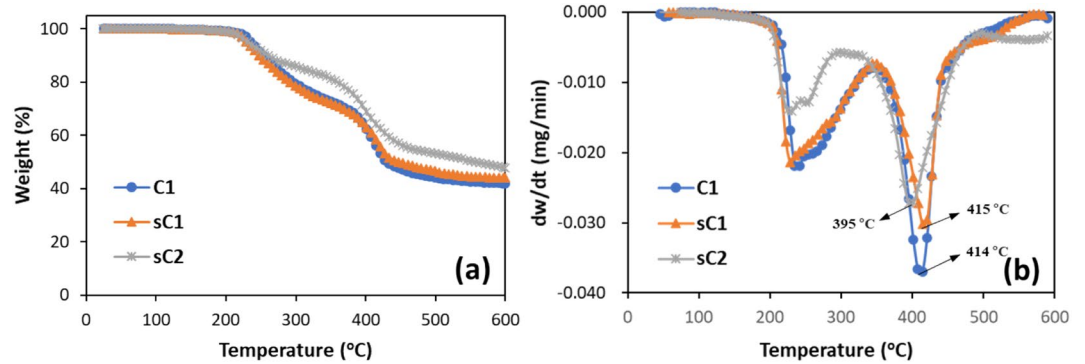 100
80
60
40
20
0
Weight (%)
C1
sC1
sC2
(a)
0
100
200
300
400
500
600
Temperature (°C)
0.000
-0.010
-0.020
-0.030
-0.040
dw/dt (mg/min)
C1
sC1
sC2
395 °C
415 °C
414 °C
(b)
0
100
200
300
400
500
600
Temperature (°C)